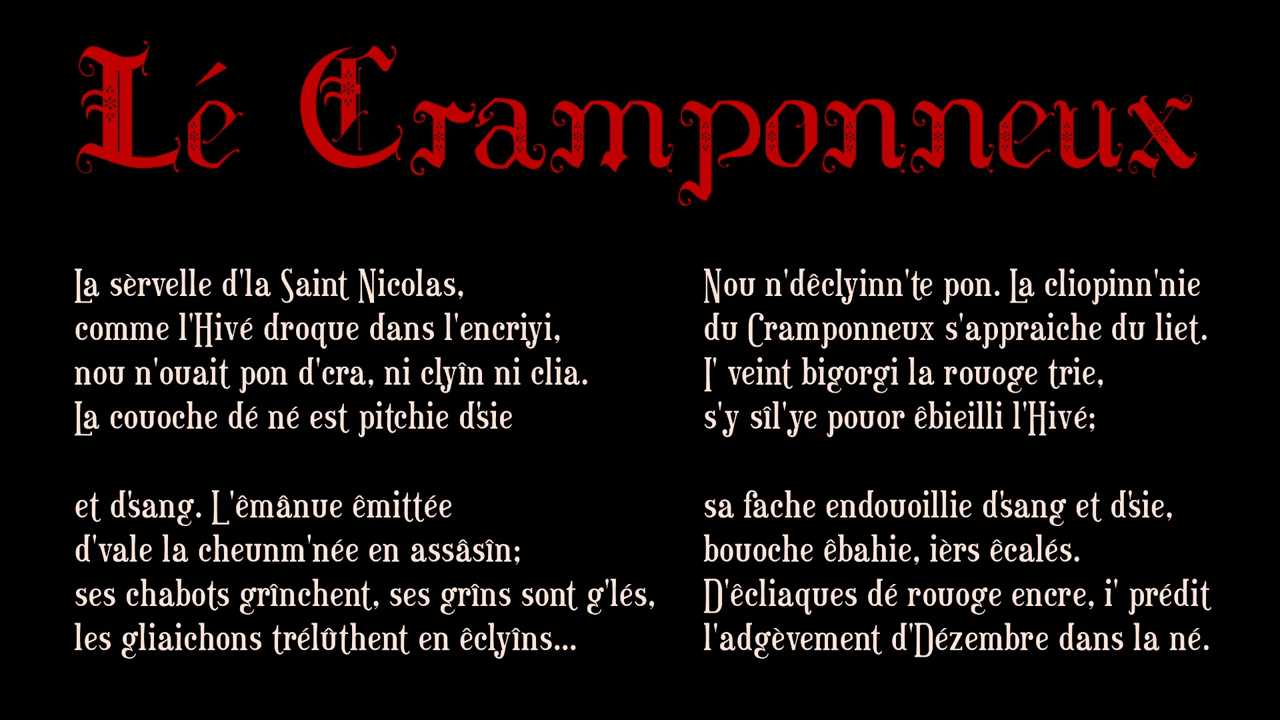 Lé Cramponneux
La sèrvelle d'la Saint Nicolas,
comme l'Hivé droque dans l'encriyi,
nou n'ouait pon d'cra, ni clyîn ni clia.
La couoche dé né est pitchie d'sie
et d'sang. L'êmânue êmittée
d'vale la cheunm'née en assâsîn;
ses chabots grînchent, ses grîns sont g'lés,
les gliaichons trélûthent en êclyîns...
Nou n'dêclyinn'te pon. La cliopinn'nie
du Cramponneux s'appraiche du liet.
I' veint bigorgi la rouoge trie,
s'y sîl'ye pouor êbieilli l'Hivé;
sa fache endouoillie d'sang et d'sie,
bouoche êbahie, ièrs êcalés.
D'êcliaques dé rouoge encre, i' prédit
l'adgèvement d'Dézembre dans la né.